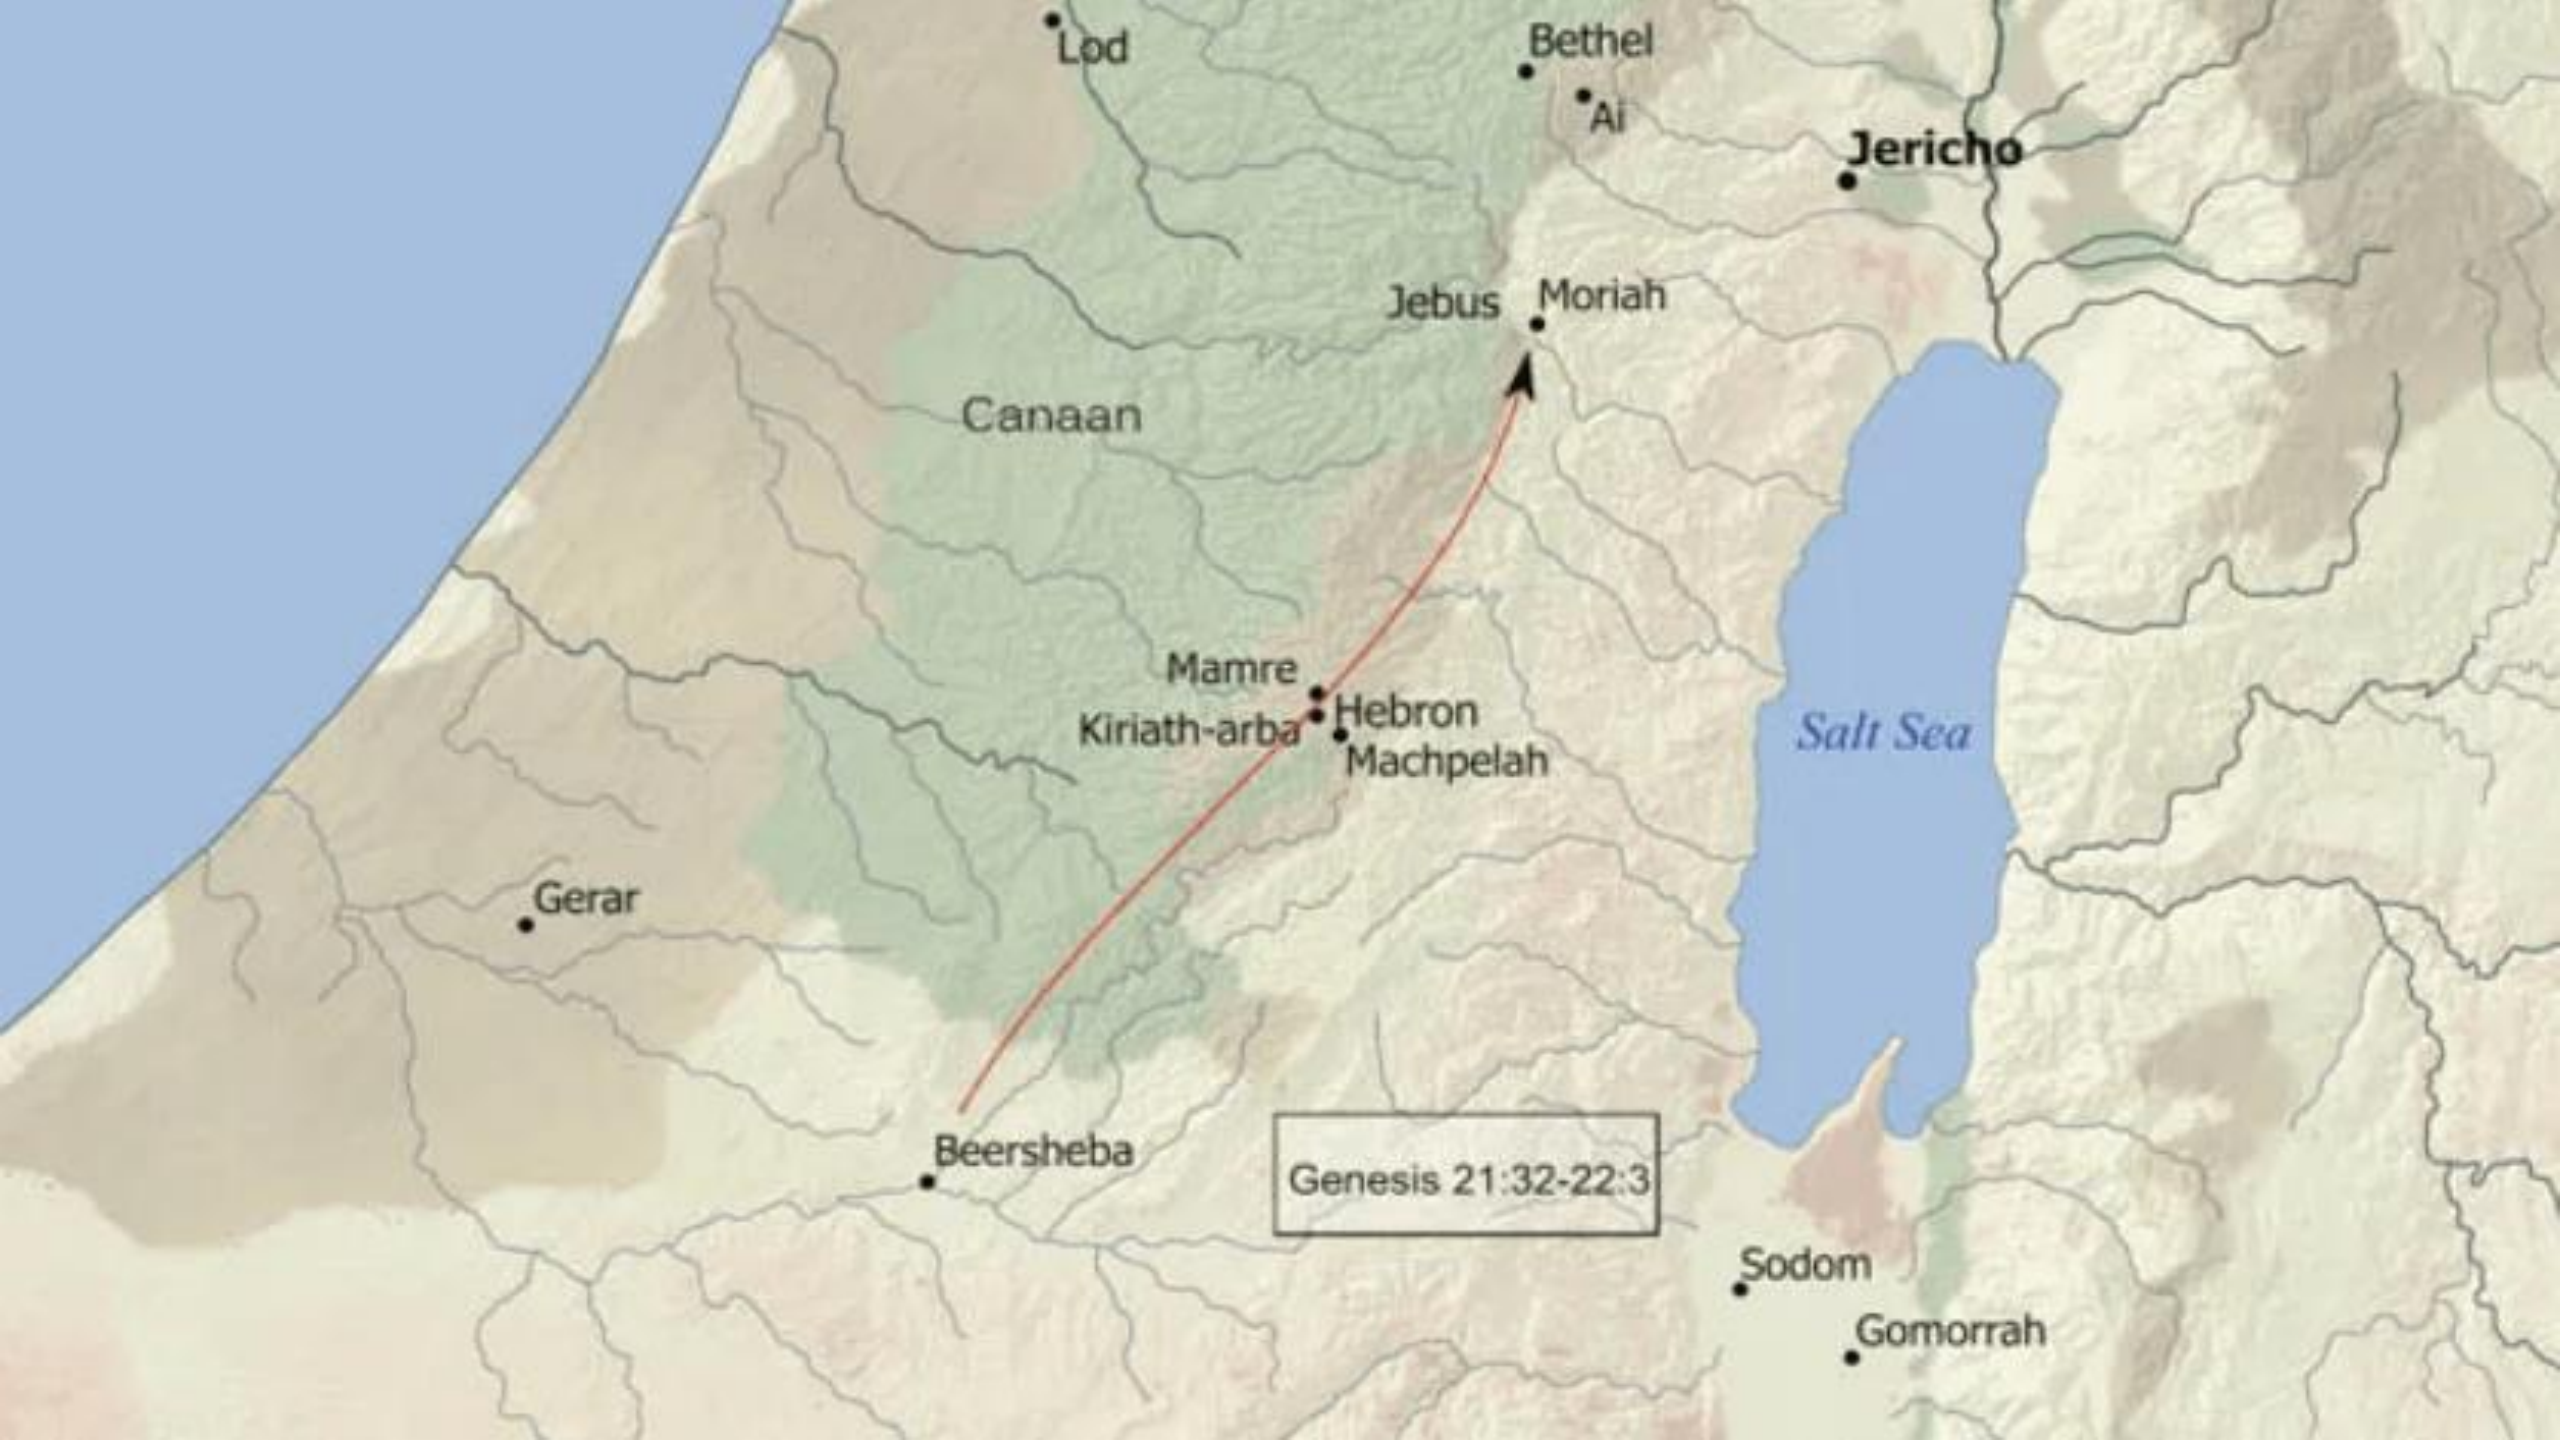 Lod
Bethel
Ai
Jericho
Jebus
Moriah
Canaan
Mamre
Hebron
Kiriath-arba
Machpelah
Salt Sea
Gerar
Beersheba
Genesis 21:32-22:3
Sodom
Gomorrah